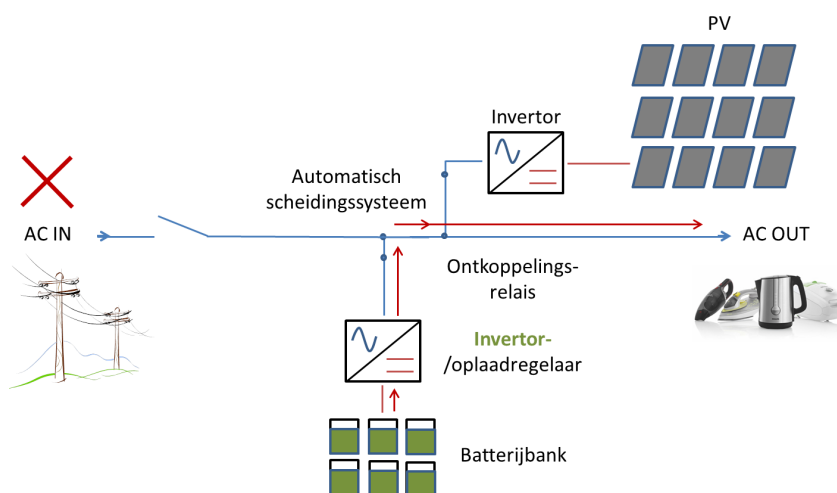 PV
Invertor
Automatisch
scheidingssysteem
AC IN
AC OUT
Ontkoppelings-
relais
Invertor-
/oplaadregelaar
Batterijbank